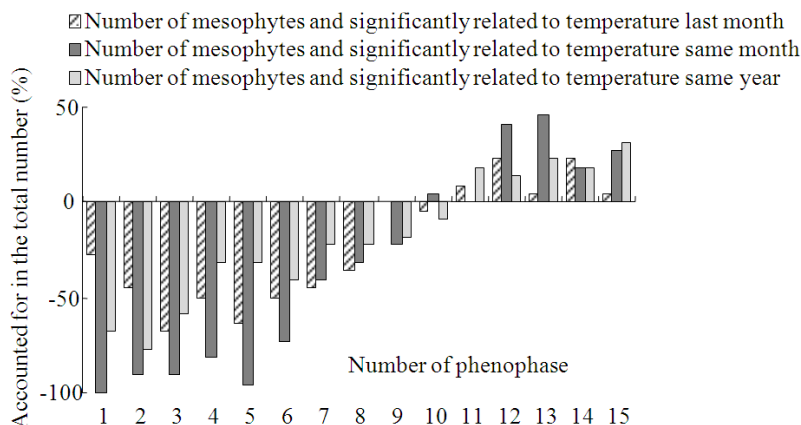 Number of mesophytes and significantly related to temperature last month
Number of mesophytes and significantly related to temperature same month
Number of mesophytes and significantly related to temperature same year
Accounted for in the total number (%)
50
0
-50
-100
Number of phenophase
1 2 3 4 5 6 7 8 9 10 11 12 13 14 15